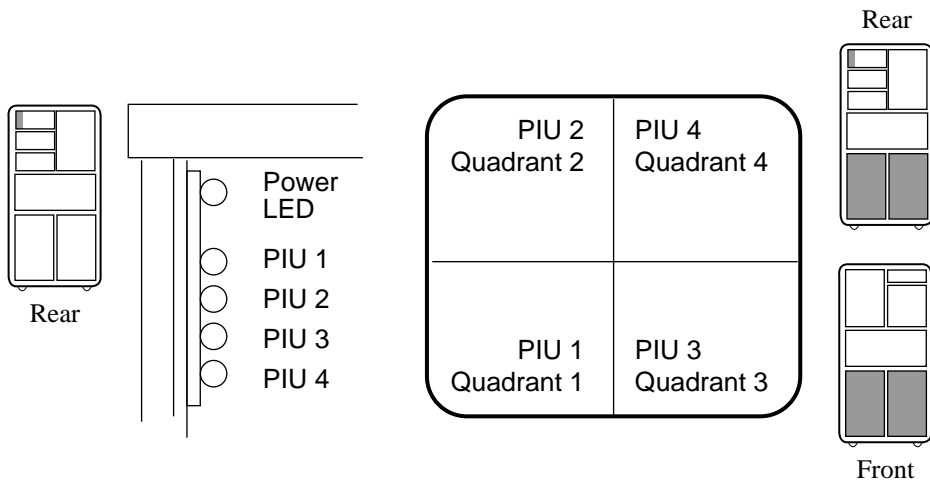 Rear
Rear
Power
LED
PIU 1
PIU 2
PIU 3
PIU 4
PIU 2
Quadrant 2
PIU 4
Quadrant 4
PIU 1
Quadrant 1
PIU 3
Quadrant 3
Front